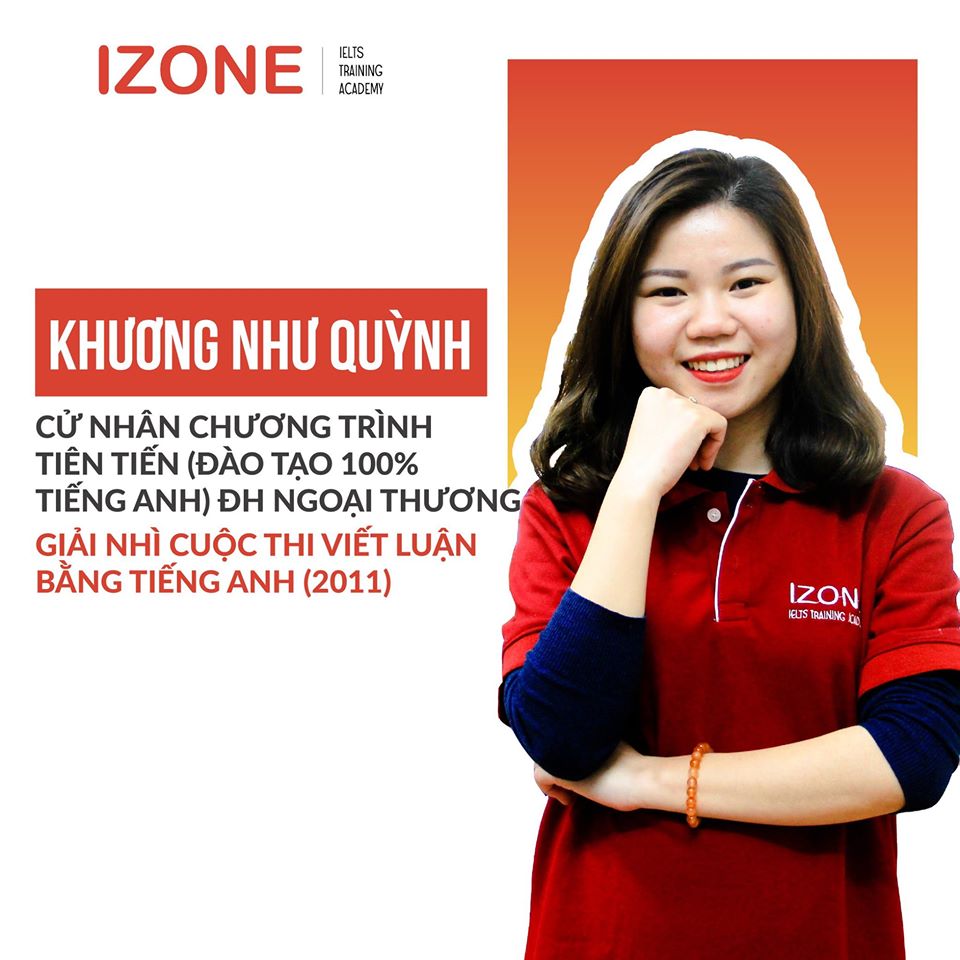 IZONE
IELTS
TRAINING
ACADEMY
KHƯƠNG NHƯ QUỲNH
CỬ NHÂN CHƯƠNG TRÌNH
TIÊN TIẾN (ĐÀO TẠO 100%
TIẾNG ANH) ĐH NGOẠI THƯƠNG
GIẢI NHÌ CUỘC THI VIẾT LUẬN
BẰNG TIẾNG ANH (2011)
IZON
IELTS TRAINING ACAD